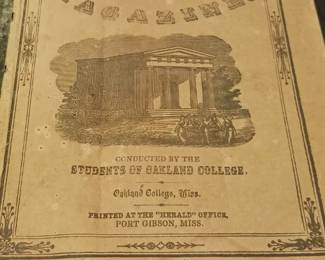 MAGAZINE
CONDUCTED BY THE
STUDENTS OF OAKLAND COLLEGE.
Oakland College, Miss.
PRINTED AT THE "HERALD" OFFICE,
PORT GIBSON, MISS.